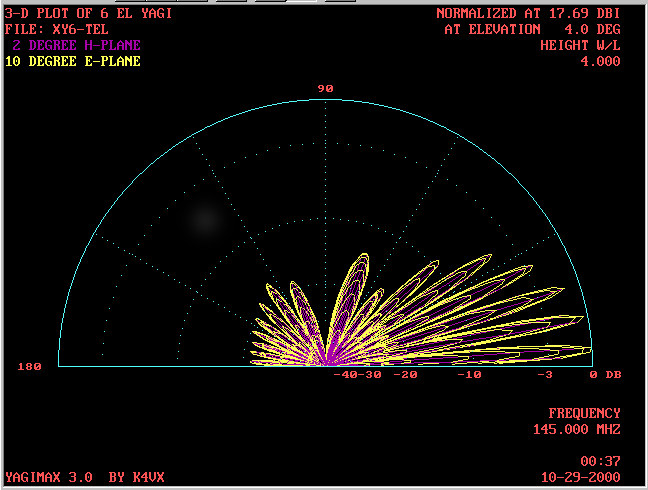 3-D PLOT OF 6 EL YAGI
FILE: XY6-TEL
2 DEGREE H-PLANE
10 DEGREE E-PLANE
NORMALIZED AT 17.69 DBI
AT ELEVATION 4.0 DEG
HEIGHT W/L
4.000
90
180
-40 -30 -20 -10 -3 0 DB
FREQUENCY
145.000 MHZ
00:37
YAGIMAX 3.0 BY K4VX
10-29-2000